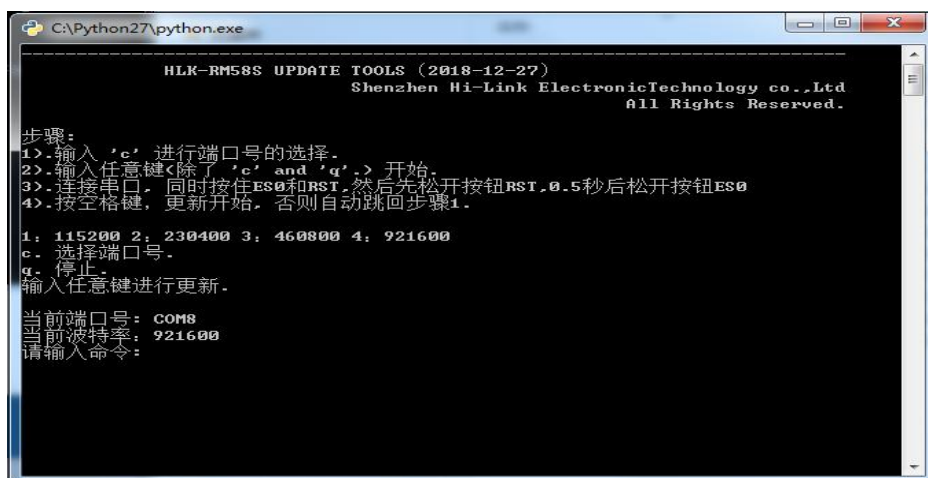 C:\Python27\python.exe
HLK-RM58S UPDATE TOOLS (2018-12-27)
Shenzhen Hi-Link ElectronicTechnology co.,Ltd
All Rights Reserved.
步骤:
1>.输入 'c' 进行端口号的选择.
2>.输入任意键<除了 'c' and 'q'.> 开始.
3>.连接串口, 同时按住ES0和RST,然后先松开按钮RST,0.5秒后松开按钮ES0
4>.按空格键, 更新开始, 否则自动跳回步骤1.
1: 115200 2: 230400 3: 460800 4: 921600
c. 选择端口号.
q. 停止.
输入任意键进行更新.
当前端口号: COM8
当前波特率: 921600
请输入命令: